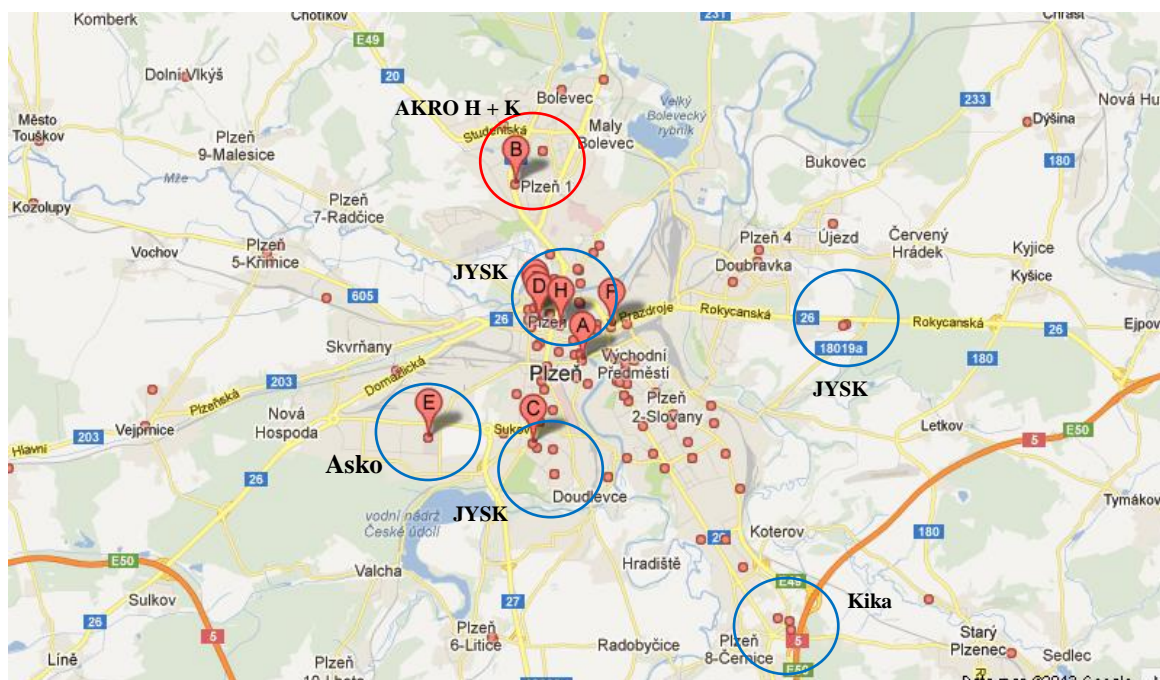 Komberk
Chotíkov
E49
231
Chrást
20
Dolní Vlkýš
180
AKRO H + K
Bolevec
Velký
Bolevecký
rybník
233
Nová Hu
Město
Touškov
Plzeň
9-Malesice
Studentská
Malý
Bolevec
Dýšina
Bukovec
180
B
Mže
Plzeň 1
Kozolupy
Plzeň
7-Radčice
Plzeň 4
Újezd
Červený
Hrádek
Kyjice
Vochov
Plzeň
5-Křimice
JYSK
Doubravka
Kyšice
605
D
H
F
26
Plzeň
A
Prazdroje
Rokycanská
26
Rokycanská
26
Ejpov
Skvrňany
18019a
180
Východní
Předměstí
Domažlická
Plzeň
JYSK
203
Plzeňská
E
C
Plzeň
2-Slovany
E50
Nová
Hospoda
Hlavní
203
Vejprnice
Sukov
Letkov
5
Asko
26
Doudlevce
Tymákov
JYSK
vodní nádrž
České údolí
180
26
Koterov
E50
Hradiště
Valcha
E49
Sulkov
27
Kika
26
5
Plzeň
6-Litice
Radobyčice
Plzeň
8-Černice
5
Starý
Plzenec
Sedlec
Líně
Plzeň
E50